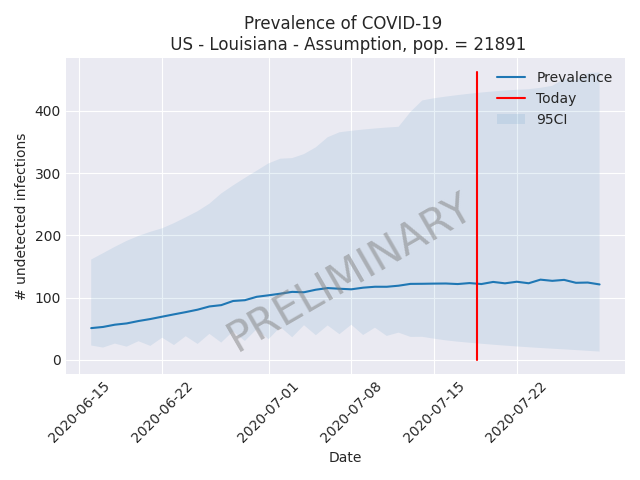 Prevalence of COVID-19
US - Louisiana - Assumption, pop. = 21891
Prevalence
Today
95CI
# undetected infections
400
300
200
100
0
PRELIMINARY
2020-06-15
2020-06-22
2020-07-01
2020-07-08
2020-07-15
2020-07-22
Date